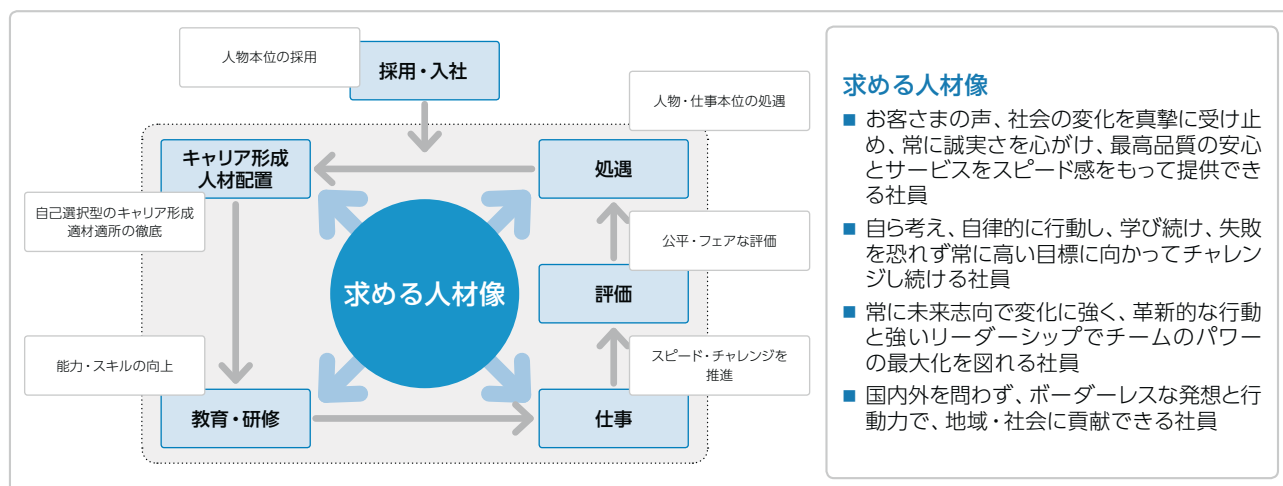 人物本位の採用
採用・入社
人物・仕事本位の処遇
キャリア形成
人材配置
処遇
自己選択型のキャリア形成
適材適所の徹底
公平・フェアな評価
求める人材像
評価
能力・スキルの向上
スピード・チャレンジを
推進
教育・研修
仕事
求める人材像
■ お客さまの声、社会の変化を真摯に受け止
め、常に誠実さを心がけ、最高品質の安心
とサービスをスピード感をもって提供でき
る社員
■ 自ら考え、自律的に行動し、学び続け、失敗
を恐れず常に高い目標に向かってチャレン
ジし続ける社員
■ 常に未来志向で変化に強く、革新的な行動
と強いリーダーシップでチームのパワー
の最大化を図れる社員
■ 国内外を問わず、ボーダーレスな発想と行
動力で、地域・社会に貢献できる社員